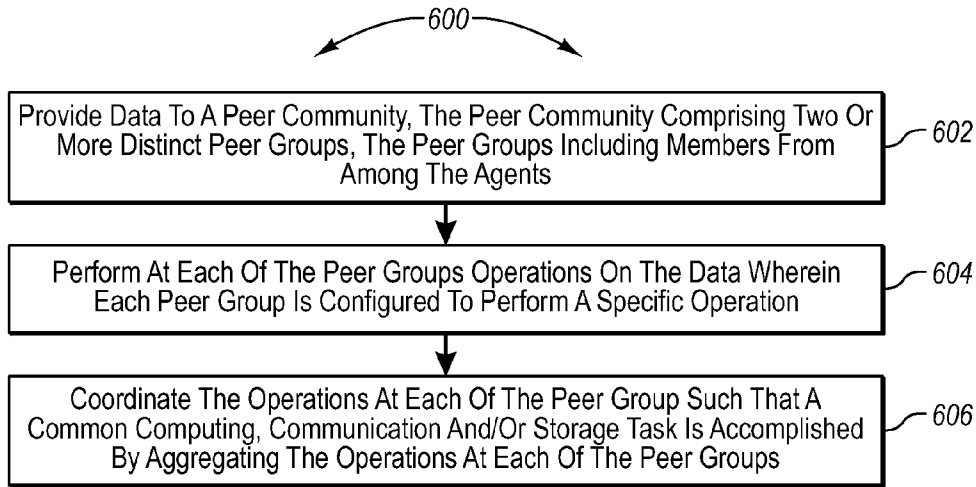 600
Provide Data To A Peer Community, The Peer Community Comprising Two Or
More Distinct Peer Groups, The Peer Groups Including Members From
Among The Agents
602
Perform At Each Of The Peer Groups Operations On The Data Wherein
Each Peer Group Is Configured To Perform A Specific Operation
604
Coordinate The Operations At Each Of The Peer Group Such That A
Common Computing, Communication And/Or Storage Task Is Accomplished
By Aggregating The Operations At Each Of The Peer Groups
606